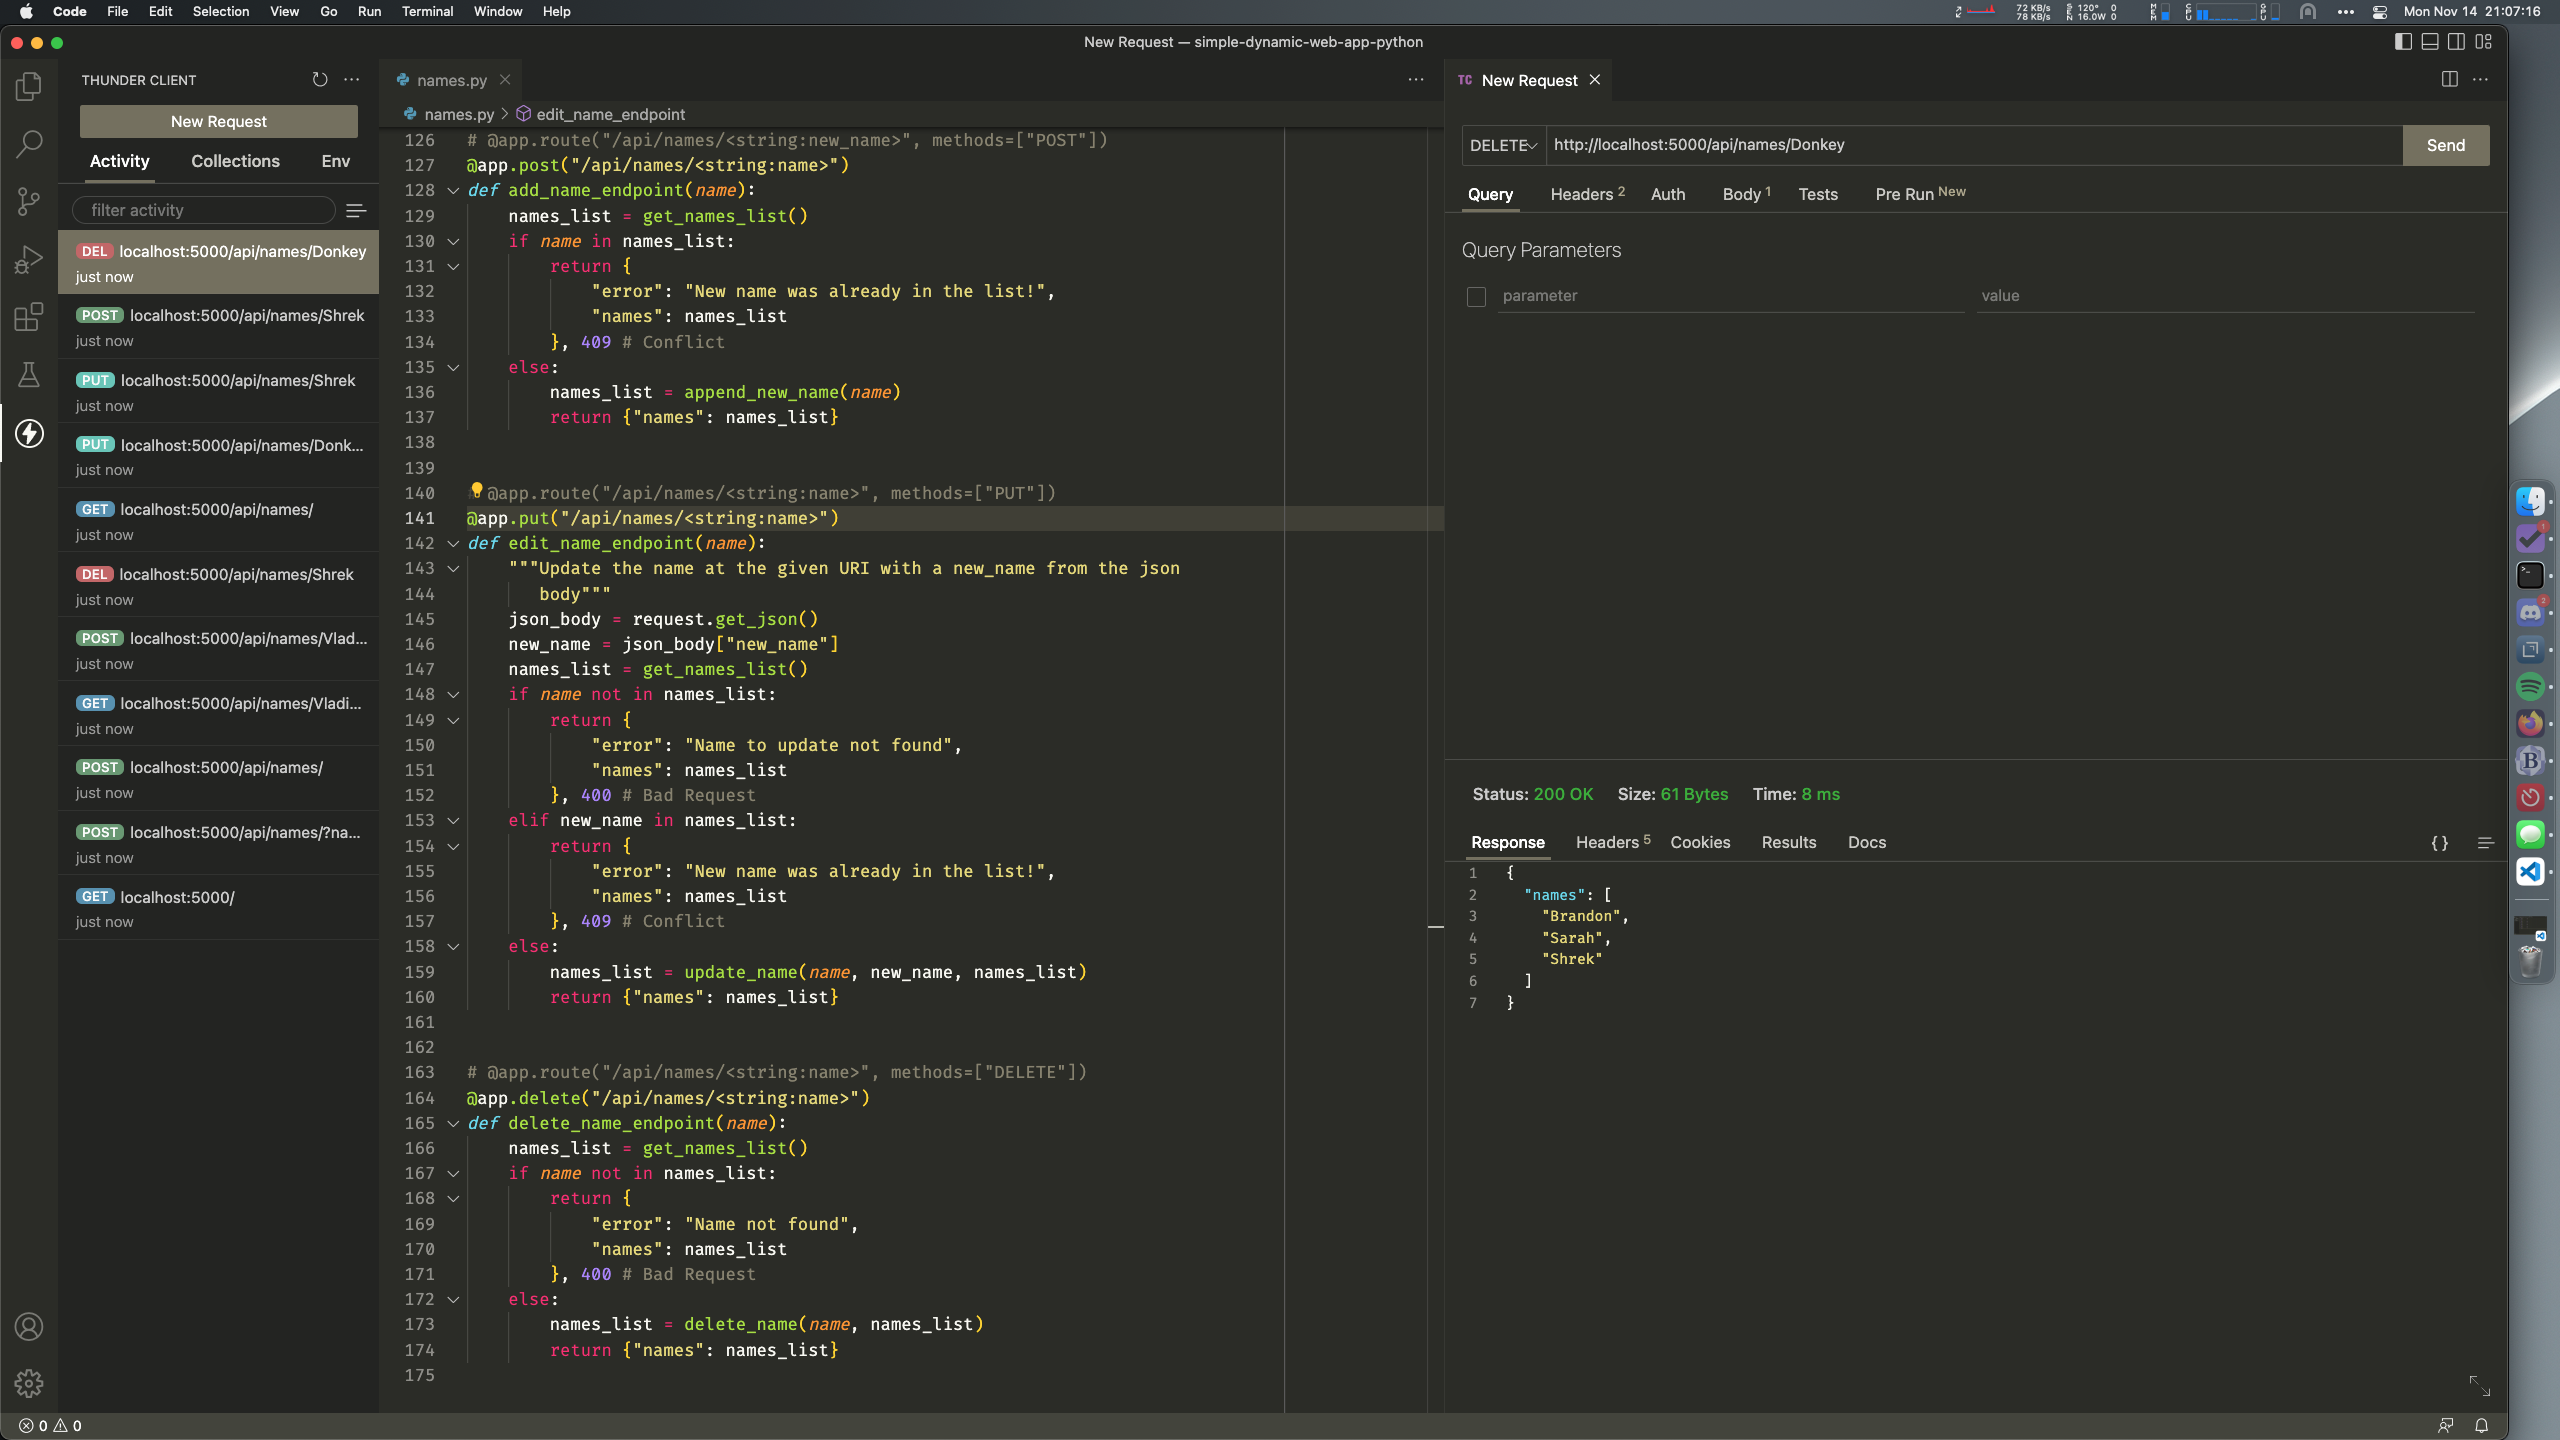 Code File Edit Selection View Go Run Terminal Window Help
72 KB/s
78 KB/s
120° 0
16.0W 0
Mon Nov 14 21:07:16
New Request — simple-dynamic-web-app-python
THUNDER CLIENT
New Request
Activity Collections Env
filter activity
DEL localhost:5000/api/names/Donkey
just now
POST localhost:5000/api/names/Shrek
just now
PUT localhost:5000/api/names/Shrek
just now
PUT localhost:5000/api/names/Donk...
just now
GET localhost:5000/api/names/
just now
DEL localhost:5000/api/names/Shrek
just now
POST localhost:5000/api/names/Vlad...
just now
GET localhost:5000/api/names/Vladi...
just now
POST localhost:5000/api/names/
just now
POST localhost:5000/api/names/?na...
just now
GET localhost:5000/
just now
names.py
names.py > edit_name_endpoint
126 # @app.route("/api/names/<string:new_name>", methods=["POST"])
127 @app.post("/api/names/<string:name>")
128 def add_name_endpoint(name):
129 names_list = get_names_list()
130 if name in names_list:
131 return {
132 "error": "New name was already in the list!",
133 "names": names_list
134 }, 409 # Conflict
135 else:
136 names_list = append_new_name(name)
137 return {"names": names_list}
138
139
140 # @app.route("/api/names/<string:name>", methods=["PUT"])
141 @app.put("/api/names/<string:name>")
142 def edit_name_endpoint(name):
143 """Update the name at the given URI with a new_name from the json
144 body"""
145 json_body = request.get_json()
146 new_name = json_body["new_name"]
147 names_list = get_names_list()
148 if name not in names_list:
149 return {
150 "error": "Name to update not found",
151 "names": names_list
152 }, 400 # Bad Request
153 elif new_name in names_list:
154 return {
155 "error": "New name was already in the list!",
156 "names": names_list
157 }, 409 # Conflict
158 else:
159 names_list = update_name(name, new_name, names_list)
160 return {"names": names_list}
161
162
163 # @app.route("/api/names/<string:name>", methods=["DELETE"])
164 @app.delete("/api/names/<string:name>")
165 def delete_name_endpoint(name):
166 names_list = get_names_list()
167 if name not in names_list:
168 return {
169 "error": "Name not found",
170 "names": names_list
171 }, 400 # Bad Request
172 else:
173 names_list = delete_name(name, names_list)
174 return {"names": names_list}
175
TC New Request
DELETE http://localhost:5000/api/names/Donkey Send
Query Headers 2 Auth Body 1 Tests Pre Run New
Query Parameters
parameter value
Status: 200 OK Size: 61 Bytes Time: 8 ms
Response Headers 5 Cookies Results Docs {}
1 {
2 "names": [
3 "Brandon",
4 "Sarah",
5 "Shrek"
6 ]
7 }
0 0